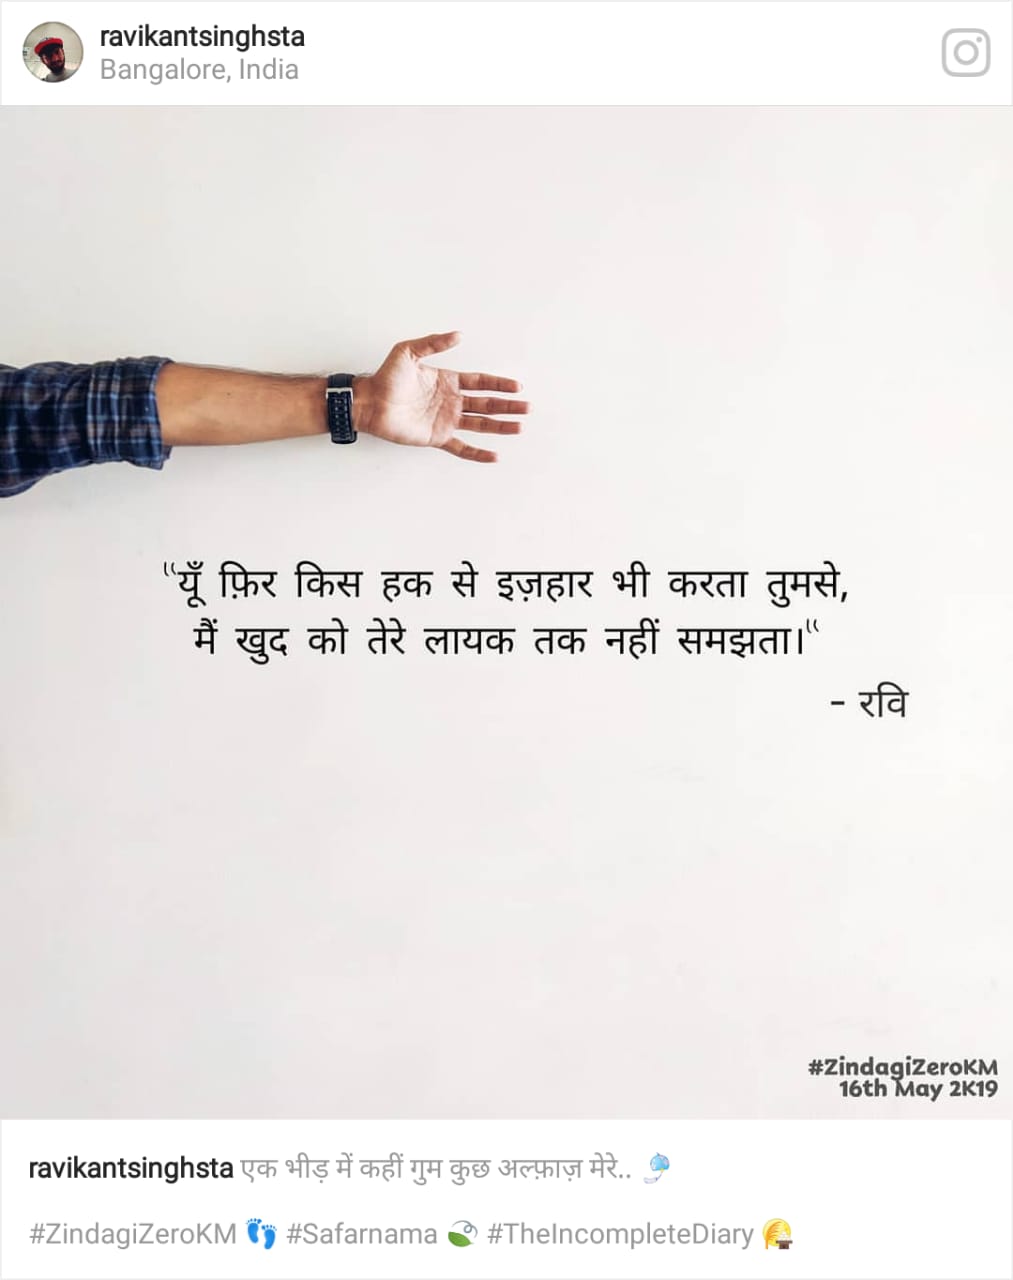 ravikantsinghsta
Bangalore, India
"यूँ फ़िर किस हक से इज़हार भी करता तुमसे,
मैं खुद को तेरे लायक तक नहीं समझता।"
- रवि
#ZindagiZeroKM
16th May 2K19
ravikantsinghsta एक भीड़ में कहीं गुम कुछ अल्फ़ाज़ मेरे.. 🎐
#ZindagiZeroKM 👣 #Safarnama 🍃 #TheIncompleteDiary 🎑